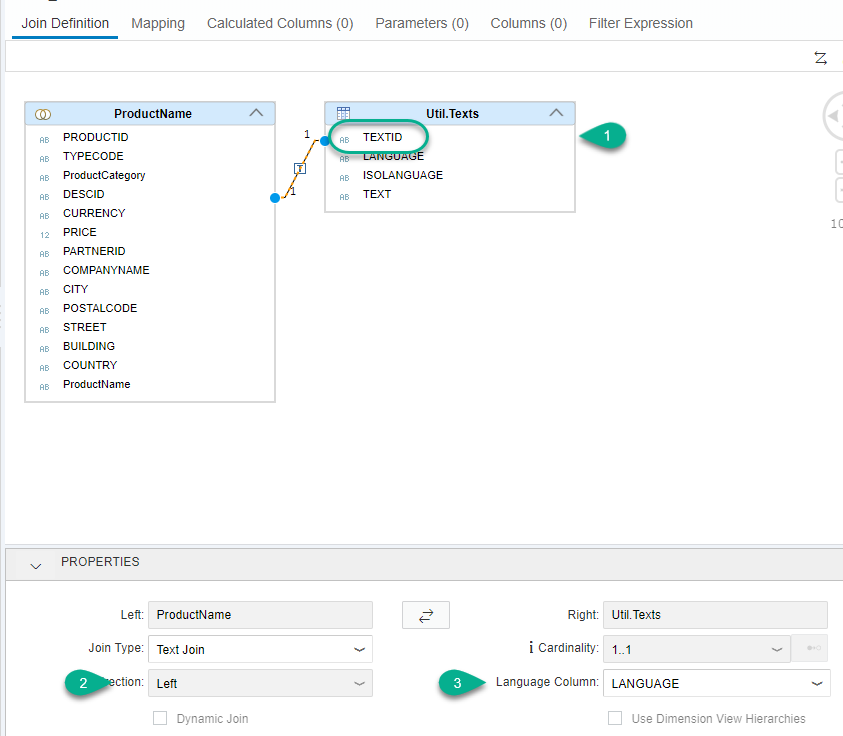 Join Definition Mapping Calculated Columns (0) Parameters (0) Columns (0) Filter Expression
ProductName
AB PRODUCTID
AB TYPECODE
AB ProductCategory
AB DESCID
AB CURRENCY
12 PRICE
AB PARTNERID
AB COMPANYNAME
AB CITY
AB POSTALCODE
AB STREET
AB BUILDING
AB COUNTRY
AB ProductName
1
T
1
Util.Texts
AB TEXTID
AB LANGUAGE
AB ISOLANGUAGE
AB TEXT
1
10
PROPERTIES
Left: ProductName Right: Util.Texts
Join Type: Text Join i Cardinality: 1..1
2 ection: Left 3 Language Column: LANGUAGE
Dynamic Join Use Dimension View Hierarchies